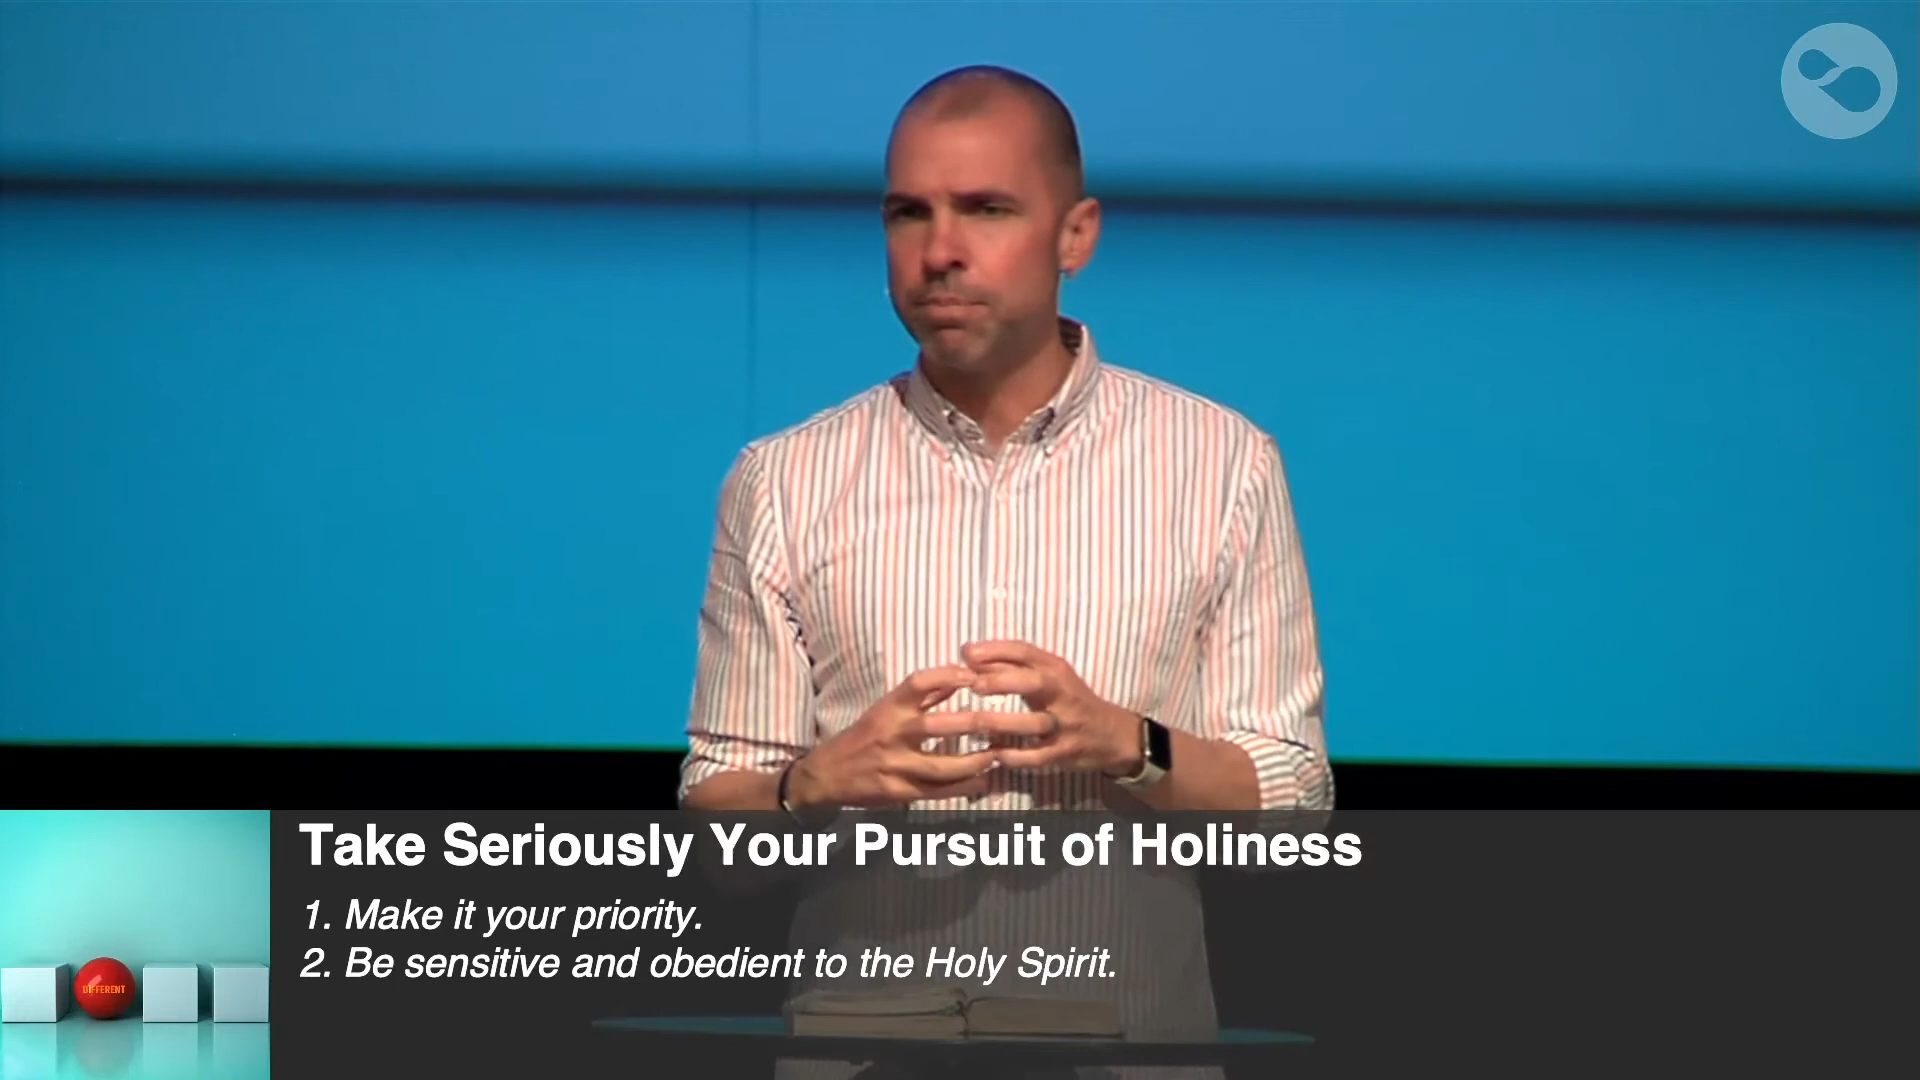 Take Seriously Your Pursuit of Holiness
1. Make it your priority.
2. Be sensitive and obedient to the Holy Spirit.
DIFFERENT